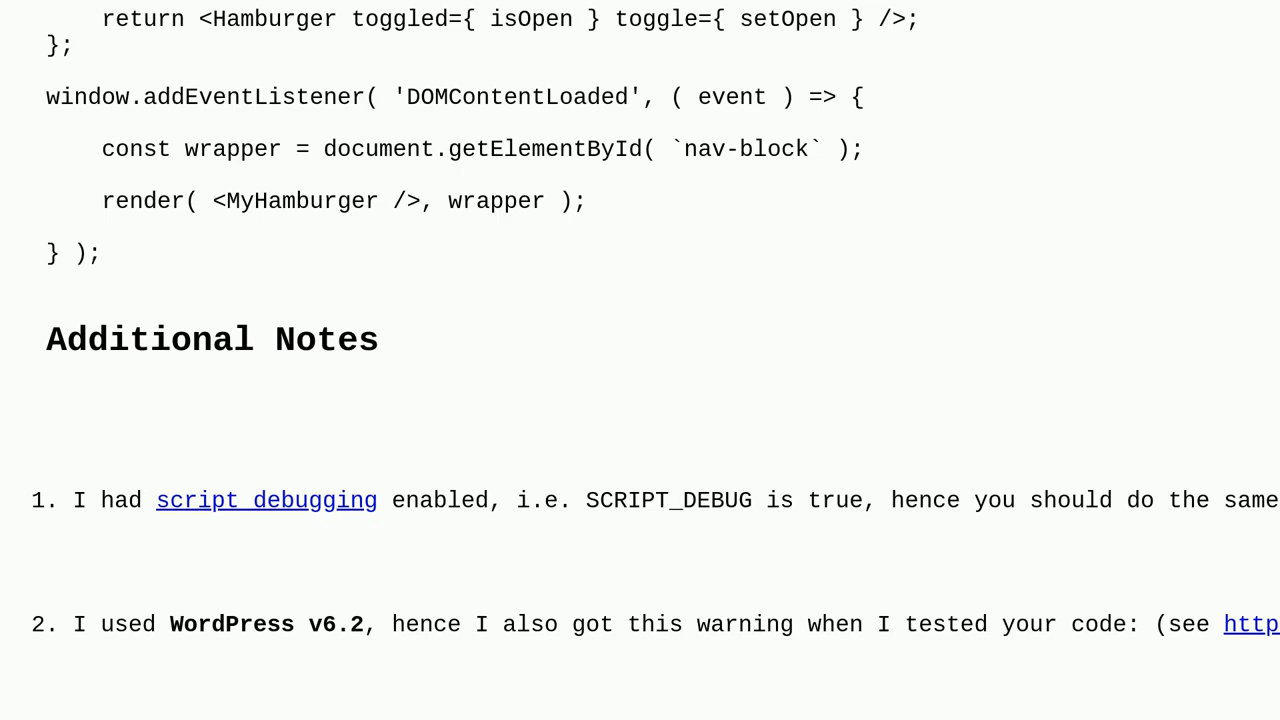 return <Hamburger toggled={ isOpen } toggle={ setOpen } />;
};
window.addEventListener( 'DOMContentLoaded', ( event ) => {
const wrapper = document.getElementById( `nav-block` );
render( <MyHamburger />, wrapper );
} );
Additional Notes
1. I had script debugging enabled, i.e. SCRIPT_DEBUG is true, hence you should do the same
2. I used WordPress v6.2, hence I also got this warning when I tested your code: (see http